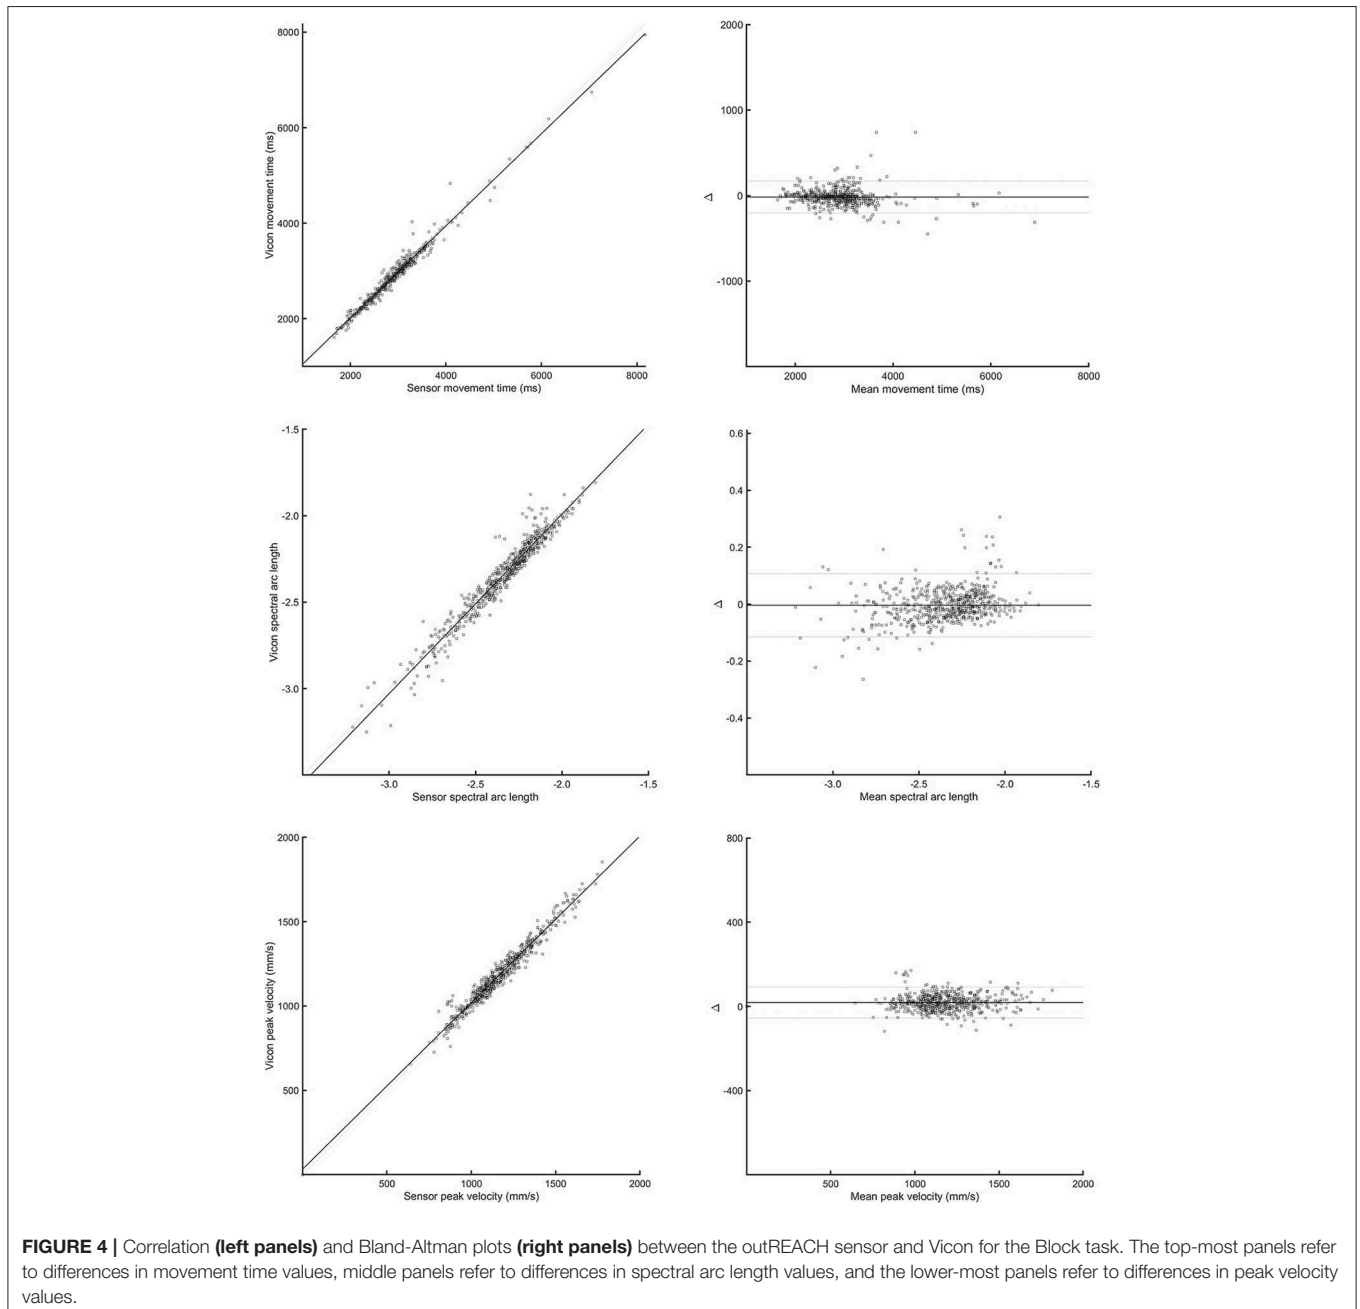 8000
6000
4000
2000
Vicon movement time (ms)
2000 4000 6000 8000
Sensor movement time (ms)
2000
1000
0
-1000
Δ
2000 4000 6000 8000
Mean movement time (ms)
-1.5
-2.0
-2.5
-3.0
Vicon spectral arc length
-3.0 -2.5 -2.0 -1.5
Sensor spectral arc length
0.6
0.4
0.2
0
-0.2
-0.4
Δ
-3.0 -2.5 -2.0 -1.5
Mean spectral arc length
2000
1500
1000
500
Vicon peak velocity (mm/s)
500 1000 1500 2000
Sensor peak velocity (mm/s)
800
400
0
-400
Δ
500 1000 1500 2000
Mean peak velocity (mm/s)
FIGURE 4 | Correlation (left panels) and Bland-Altman plots (right panels) between the outREACH sensor and Vicon for the Block task. The top-most panels refer
to differences in movement time values, middle panels refer to differences in spectral arc length values, and the lower-most panels refer to differences in peak velocity
values.